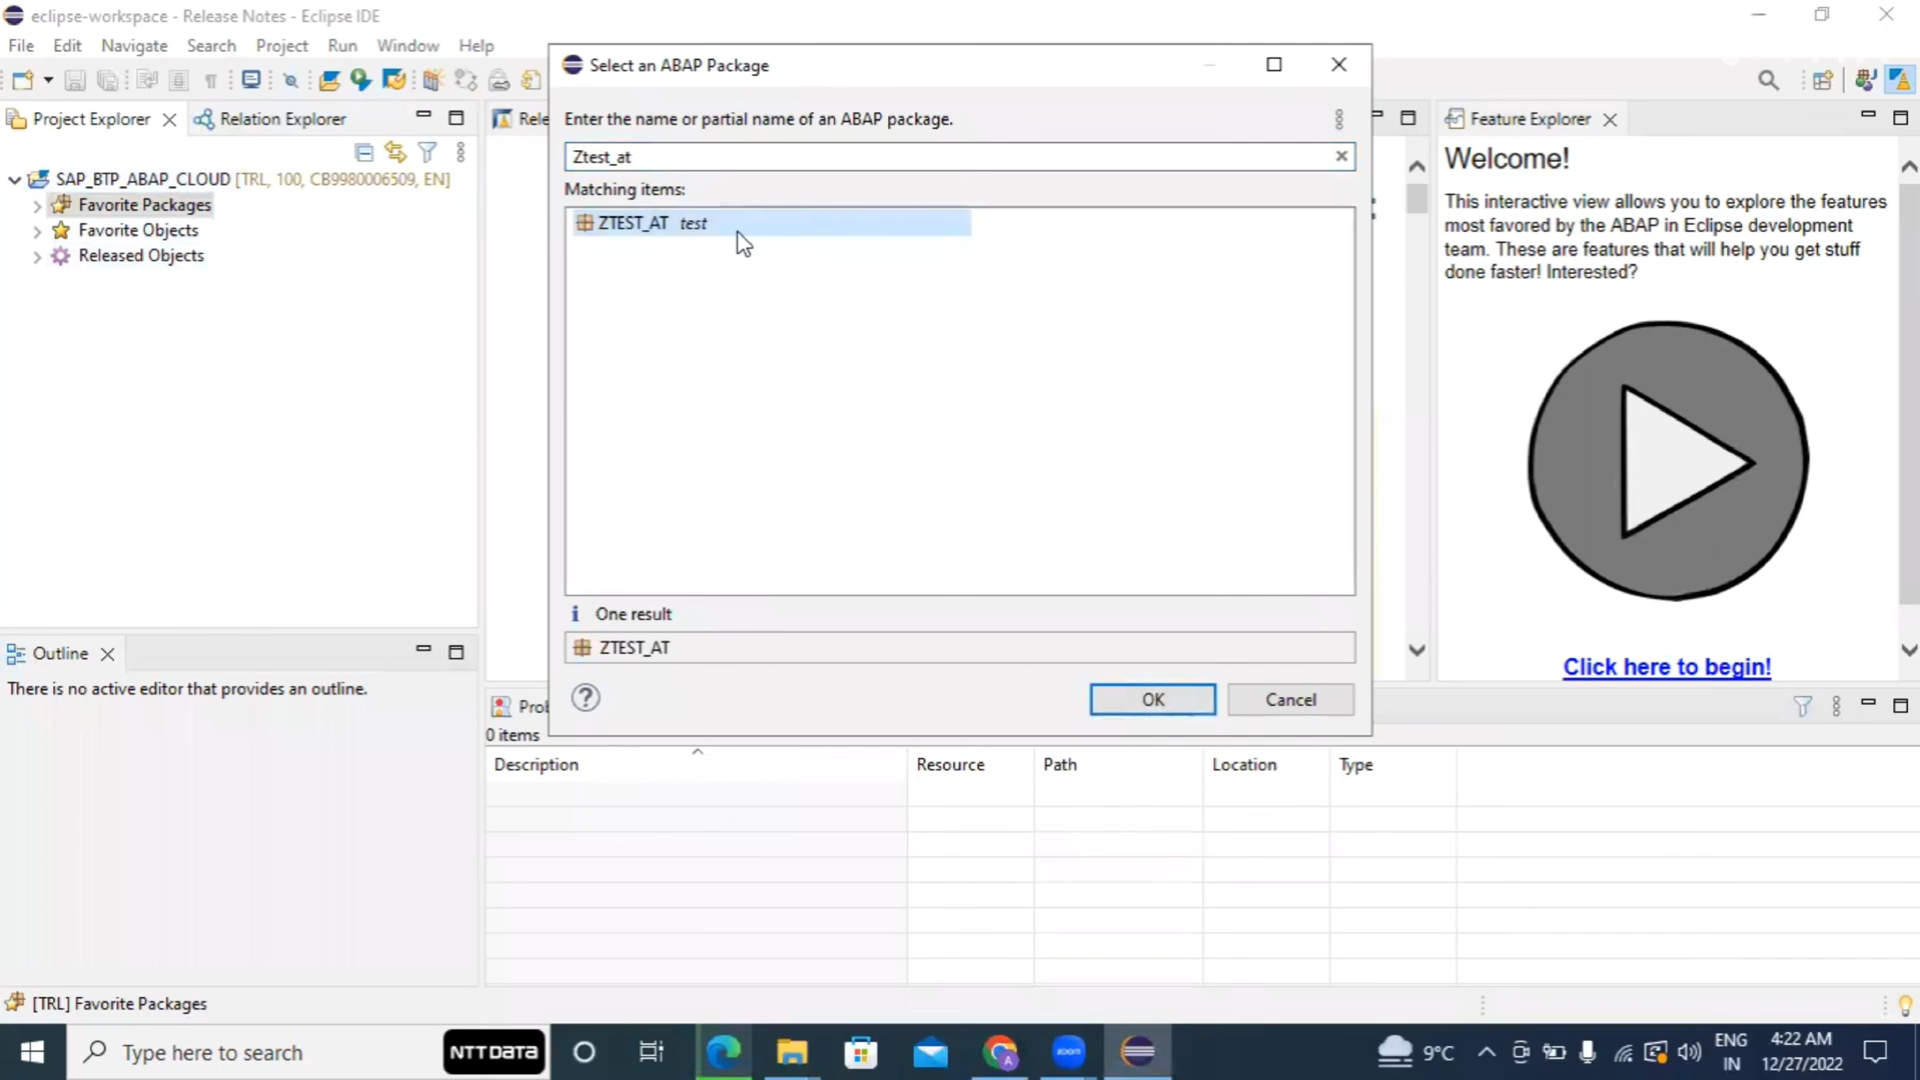 eclipse-workspace - Release Notes - Eclipse IDE
File Edit Navigate Search Project Run Window Help
Project Explorer
Relation Explorer
SAP_BTP_ABAP_CLOUD [TRL, 100, CB9980006509, EN]
Favorite Packages
Favorite Objects
Released Objects
Rele
Select an ABAP Package
Enter the name or partial name of an ABAP package.
Ztest_at
Matching items:
ZTEST_AT test
One result
ZTEST_AT
OK
Cancel
Feature Explorer
Welcome!
This interactive view allows you to explore the features
most favored by the ABAP in Eclipse development
team. These are features that will help you get stuff
done faster! Interested?
Click here to begin!
Outline
There is no active editor that provides an outline.
Prob
0 items
Description Resource Path Location Type
[TRL] Favorite Packages
Type here to search
NTT DATA
zoom
9°C
ENG
IN
4:22 AM
12/27/2022